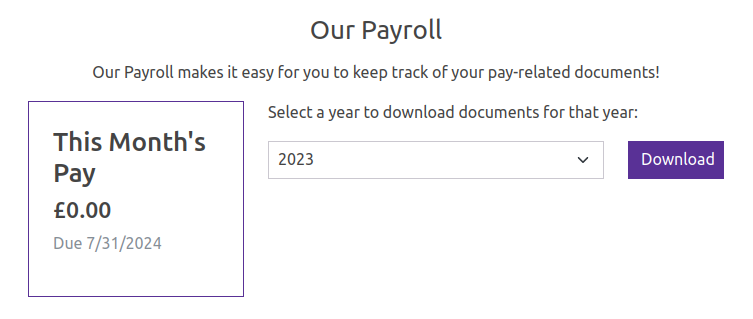 Our Payroll
Our Payroll makes it easy for you to keep track of your pay-related documents!
This Month's
Pay
£0.00
Due 7/31/2024
Select a year to download documents for that year:
2023
Download